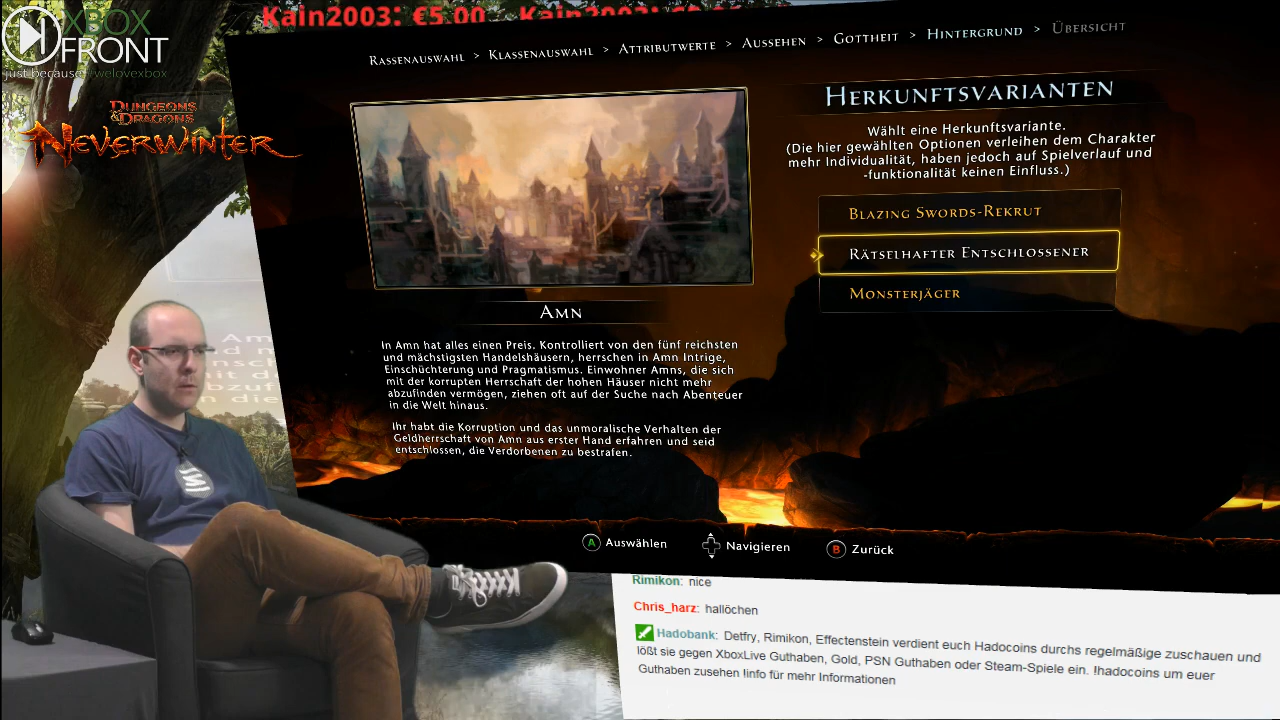 Kain2003: €5.00
XBOX
FRONT
just because #welovexbox
DUNGEONS
& DRAGONS
NEVERWINTER
Rassenauswahl > Klassenauswahl > Attributwerte > Aussehen > Gottheit > Hintergrund > Übersicht
Herkunftsvarianten
Wählt eine Herkunftsvariante.
(Die hier gewählten Optionen verleihen dem Charakter
mehr Individualität, haben jedoch auf Spielverlauf und
-funktionalität keinen Einfluss.)
Blazing Swords-Rekrut
Rätselhafter Entschlossener
Monsterjäger
Amn
In Amn hat alles einen Preis. Kontrolliert von den fünf reichsten
und mächtigsten Handelshäusern, herrschen in Amn Intrige,
Einschüchterung und Pragmatismus. Einwohner Amns, die sich
mit der korrupten Herrschaft der hohen Häuser nicht mehr
abzufinden vermögen, ziehen oft auf der Suche nach Abenteuer
in die Welt hinaus.
Ihr habt die Korruption und das unmoralische Verhalten der
Geldherrschaft von Amn aus erster Hand erfahren und seid
entschlossen, die Verdorbenen zu bestrafen.
A Auswählen Navigieren B Zurück
Rimikon: nice
Chris_harz: hallöchen
Hadobank: Detfry, Rimikon, Effectenstein verdient euch Hadocoins durchs regelmäßige zuschauen und
lößt sie gegen XboxLive Guthaben, Gold, PSN Guthaben oder Steam-Spiele ein. !hadocoins um euer
Guthaben zusehen !info für mehr Informationen